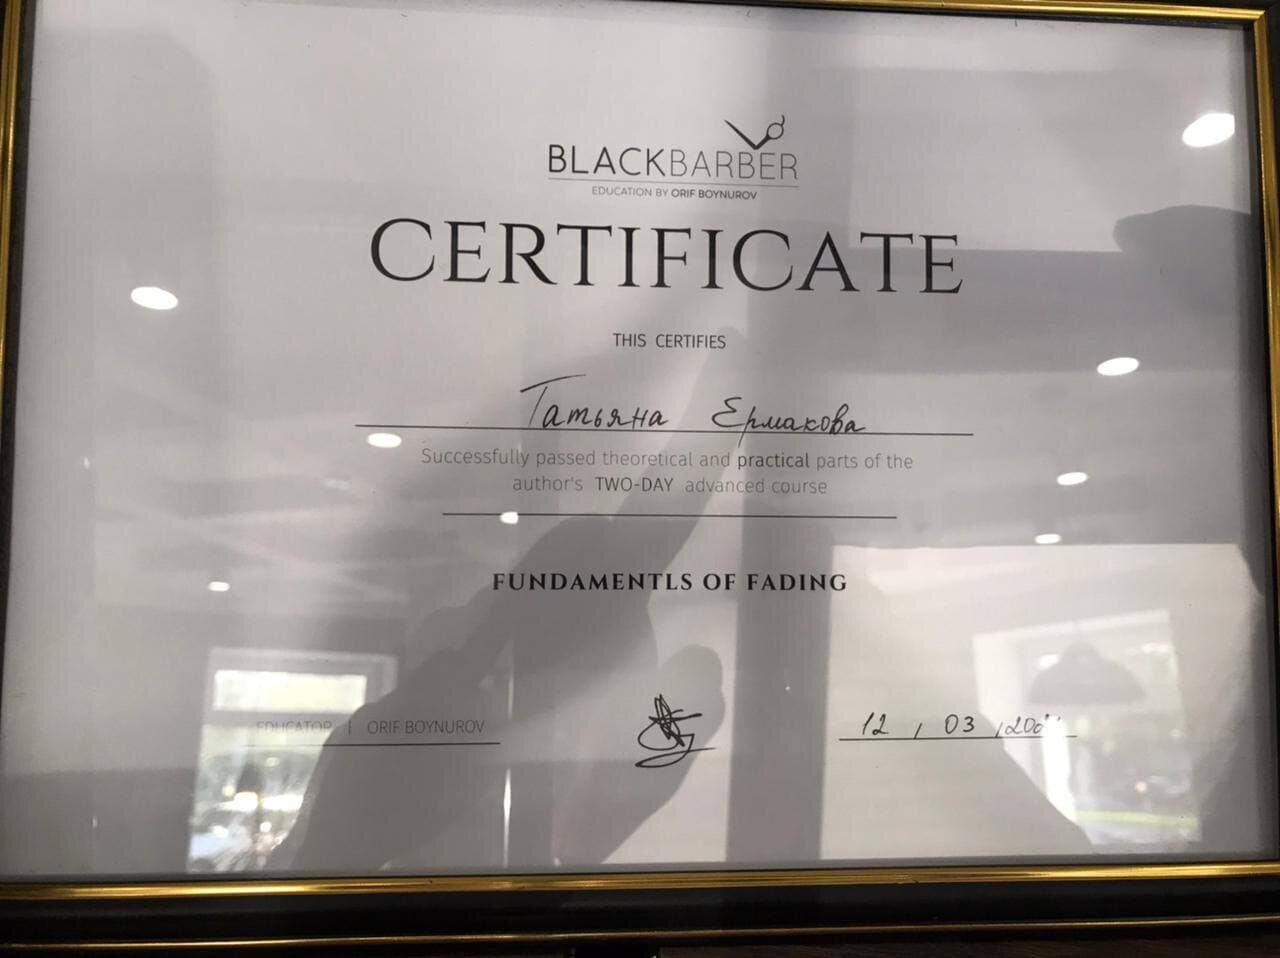 BLACKBARBER
EDUCATION BY ORIF BOYNUROV
CERTIFICATE
THIS CERTIFIES
Татьяна Ермакова
Successfully passed theoretical and practical parts of the
author's TWO-DAY advanced course
FUNDAMENTLS OF FADING
EDUCATOR | ORIF BOYNUROV
12 / 03 /